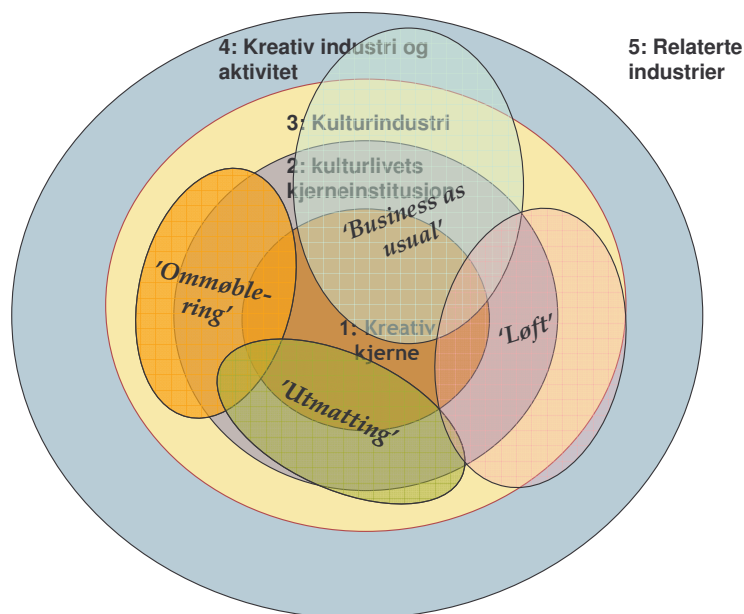 4: Kreativ industri og
aktivitet
5: Relaterte
industrier
3: Kulturindustri
2: kulturlivets
kjerneinstitusjon
‘Business as
usual’
’Ommøble-
ring’
‘Løft’
1: Kreativ
kjerne
’Utmatting’